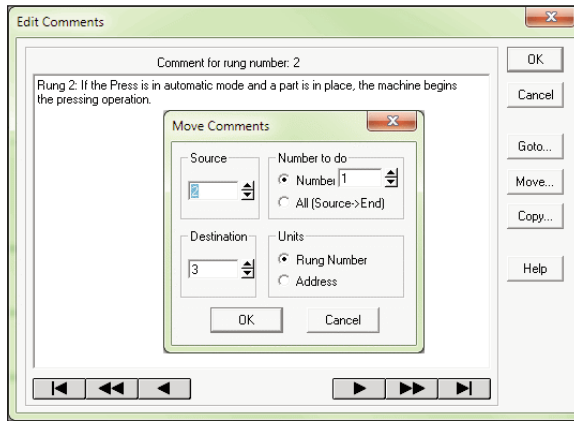 Edit Comments
Comment for rung number: 2
Rung 2: If the Press is in automatic mode and a part is in place, the machine begins
the pressing operation.
OK
Cancel
Goto...
Move...
Copy...
Help
Move Comments
Source
2
Number to do
Number 1
All (Source->End)
Destination
3
Units
Rung Number
Address
OK
Cancel